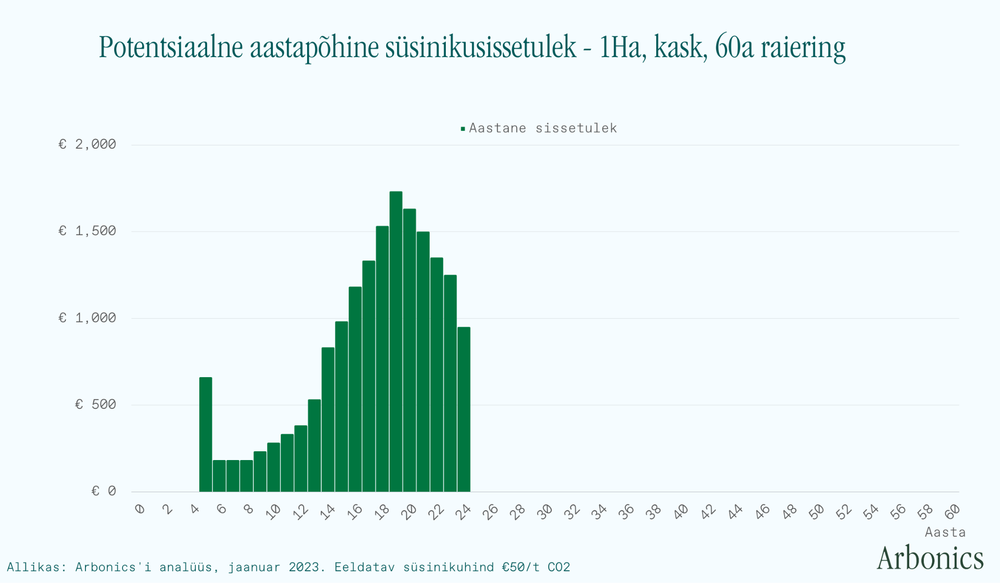 Potentsiaalne aastapõhine süsinikusissetulek - 1Ha, kask, 60a raiering
Aastane sissetulek
€ 2,000
€ 1,500
€ 1,000
€ 500
€ 0
0 2 4 6 8 10 12 14 16 18 20 22 24 26 28 30 32 34 36 38 40 42 44 46 48 50 52 54 56 58 60
Aasta
Arbonics
Allikas: Arbonics'i analüüs, jaanuar 2023. Eeldatav süsinikuhind €50/t CO2